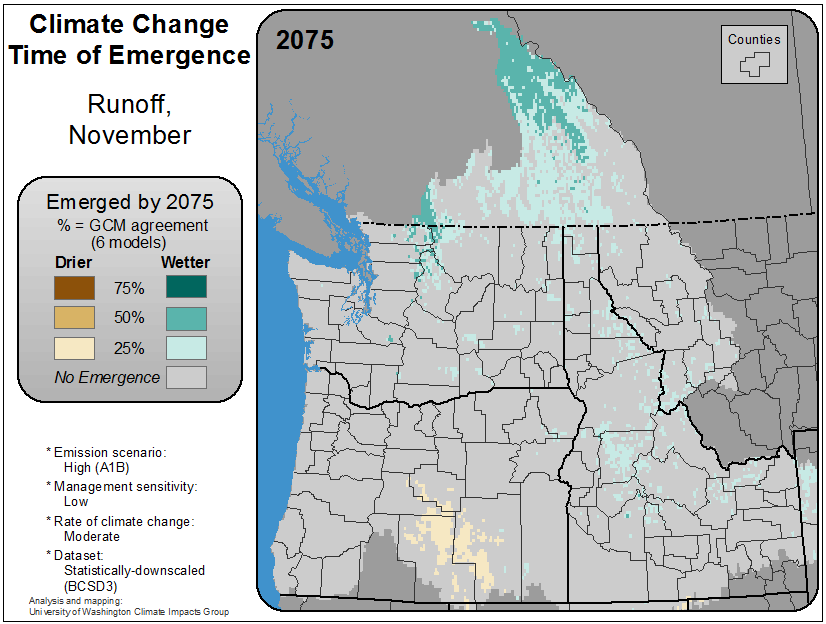 Climate Change
Time of Emergence
Runoff,
November
Emerged by 2075
% = GCM agreement
(6 models)
Drier Wetter
75%
50%
25%
No Emergence
* Emission scenario:
High (A1B)
* Management sensitivity:
Low
* Rate of climate change:
Moderate
* Dataset:
Statistically-downscaled
(BCSD3)
Analysis and mapping:
University of Washington Climate Impacts Group
2075
Counties